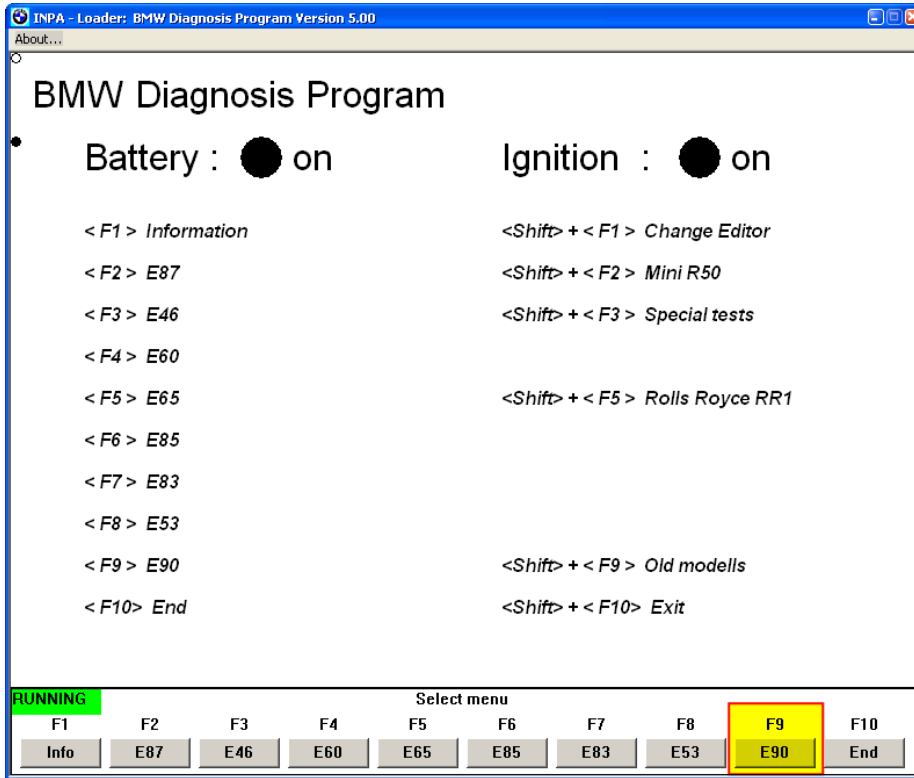 INPA - Loader: BMW Diagnosis Program Version 5.00
About...
BMW Diagnosis Program
Battery : on Ignition : on
< F1 > Information <Shift> + < F1 > Change Editor
< F2 > E87 <Shift> + < F2 > Mini R50
< F3 > E46 <Shift> + < F3 > Special tests
< F4 > E60
< F5 > E65 <Shift> + < F5 > Rolls Royce RR1
< F6 > E85
< F7 > E83
< F8 > E53
< F9 > E90 <Shift> + < F9 > Old modells
< F10> End <Shift> + < F10> Exit
RUNNING Select menu
F1 F2 F3 F4 F5 F6 F7 F8 F9 F10
Info E87 E46 E60 E65 E85 E83 E53 E90 End